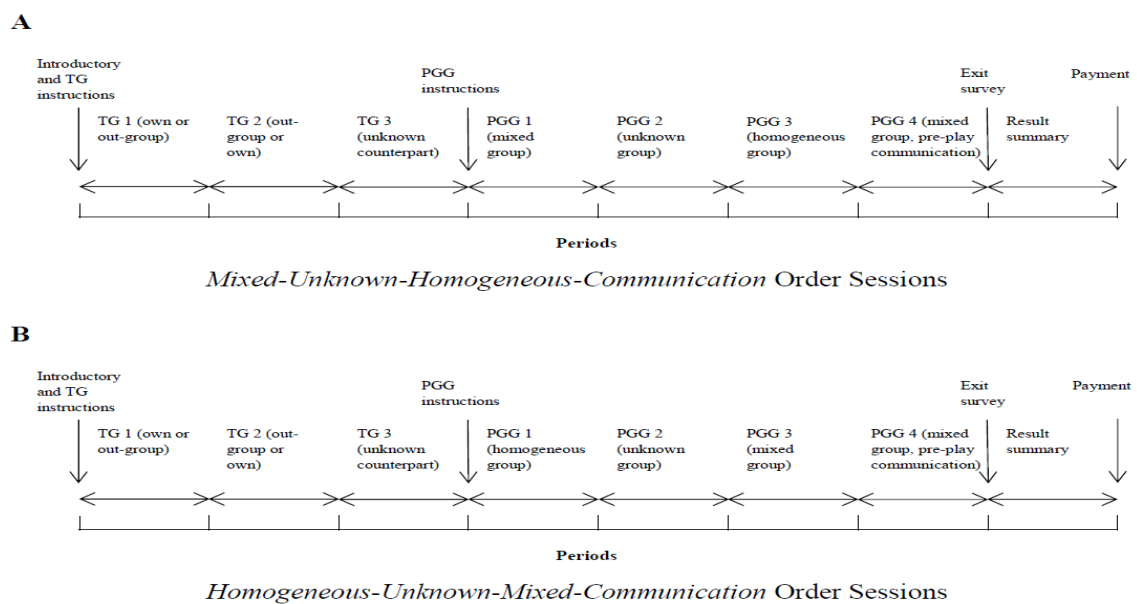 A
Introductory
and TG
instructions
PGG
instructions
Exit
survey
Payment
TG 1 (own or
out-group)
TG 2 (out-
group or
own)
TG 3
(unknown
counterpart)
PGG 1
(mixed
group)
PGG 2
(unknown
group)
PGG 3
(homogeneous
group)
PGG 4 (mixed
group, pre-play
communication)
Result
summary
Periods
Mixed-Unknown-Homogeneous-Communication Order Sessions
B
Introductory
and TG
instructions
PGG
instructions
Exit
survey
Payment
TG 1 (own or
out-group)
TG 2 (out-
group or
own)
TG 3
(unknown
counterpart)
PGG 1
(homogeneous
group)
PGG 2
(unknown
group)
PGG 3
(mixed
group)
PGG 4 (mixed
group, pre-play
communication)
Result
summary
Periods
Homogeneous-Unknown-Mixed-Communication Order Sessions